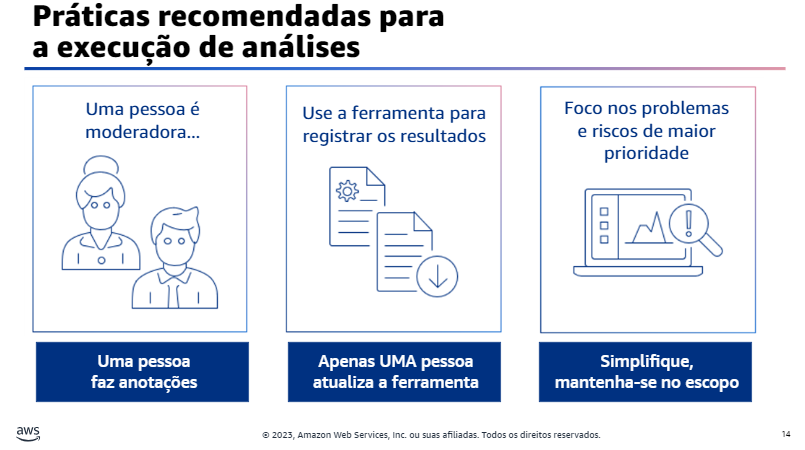 Práticas recomendadas para
a execução de análises
Uma pessoa é
moderadora...
Use a ferramenta para
registrar os resultados
Foco nos problemas
e riscos de maior
prioridade
Uma pessoa
faz anotações
Apenas UMA pessoa
atualiza a ferramenta
Simplifique,
mantenha-se no escopo
aws
© 2023, Amazon Web Services, Inc. ou suas afiliadas. Todos os direitos reservados.
14